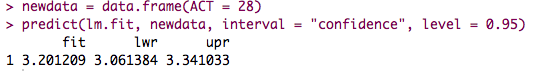 > newdata = data.frame(ACT = 28)
> predict(lm.fit, newdata, interval = "confidence", level = 0.95)
       fit      lwr      upr
1 3.201209 3.061384 3.341033